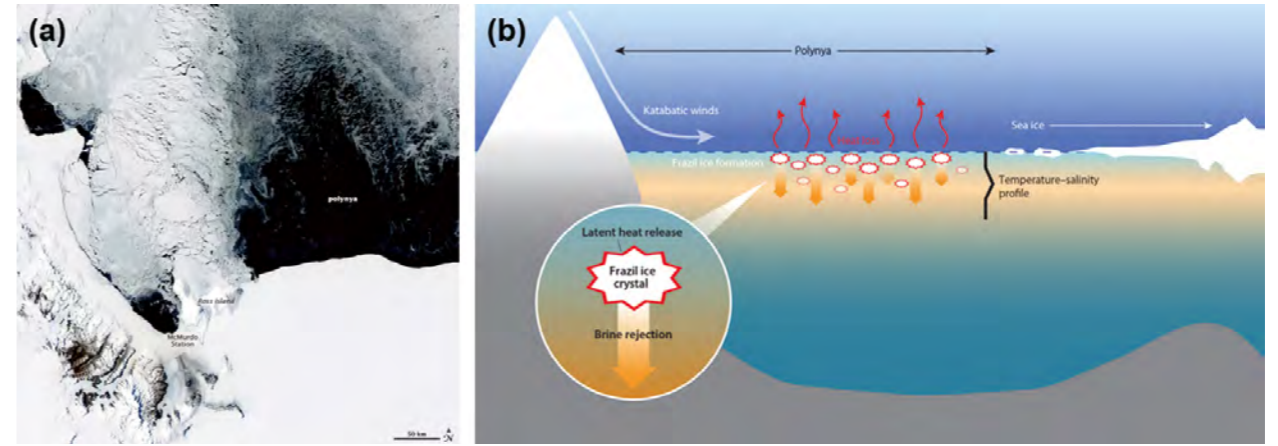 (a)
polynya
Ross Island
McMurdo
Station
50 km
N
(b)
Polynya
Katabatic winds
Heat loss
Sea ice
Frazil ice formation
Temperature–salinity
profile
Latent heat release
Frazil ice
crystal
Brine rejection